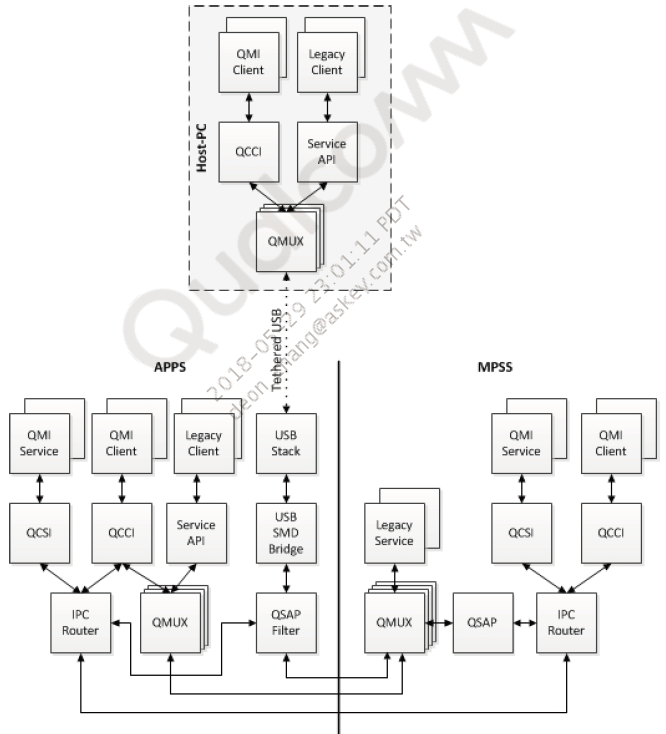 Qualcomm
2018-05-29 23:01:11 PDT
Host-PC
QMI
Client
Legacy
Client
QCCI
Service
API
QMUX
Tethered USB
APPS
MPSS
QMI
Service
QMI
Client
Legacy
Client
USB
Stack
QMI
Service
QMI
Client
QCSI
QCCI
Service
API
USB
SMD
Bridge
Legacy
Service
QCSI
QCCI
IPC
Router
QMUX
QSAP
Filter
QMUX
QSAP
IPC
Router